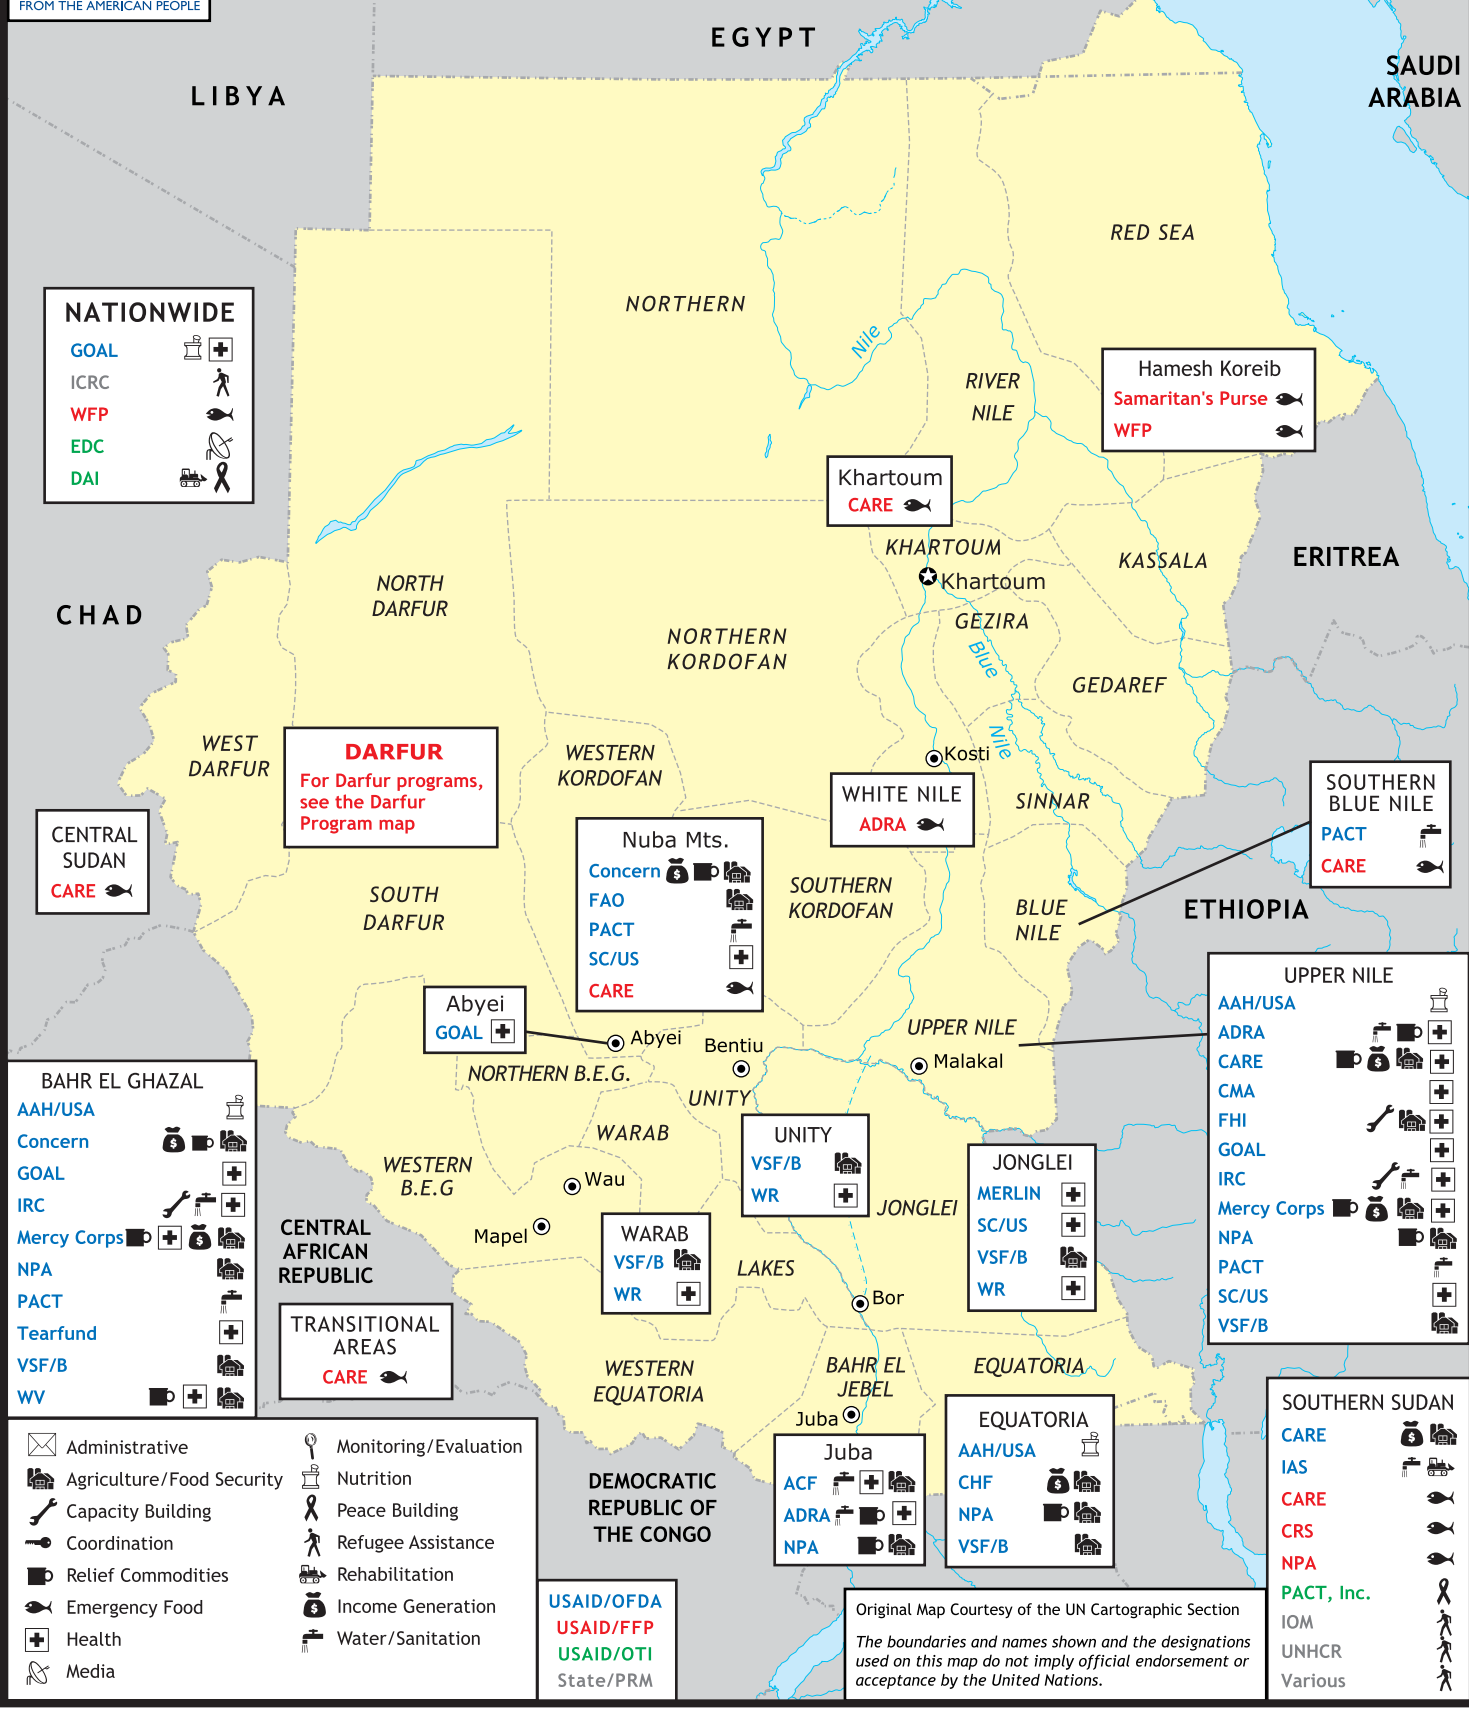 FROM THE AMERICAN PEOPLE
EGYPT
LIBYA
SAUDI
ARABIA
RED SEA
NORTHERN
Nile
RIVER
NILE
NATIONWIDE
GOAL
ICRC
WFP
EDC
DAI
Hamesh Koreib
Samaritan's Purse
WFP
Khartoum
CARE
KHARTOUM
Khartoum
KASSALA
ERITREA
CHAD
NORTH
DARFUR
NORTHERN
KORDOFAN
GEZIRA
Blue
Nile
GEDAREF
WEST
DARFUR
DARFUR
For Darfur programs,
see the Darfur
Program map
WESTERN
KORDOFAN
Kosti
WHITE NILE
ADRA
SINNAR
SOUTHERN
BLUE NILE
PACT
CARE
CENTRAL
SUDAN
CARE
Nuba Mts.
Concern
FAO
PACT
SC/US
CARE
SOUTH
DARFUR
SOUTHERN
KORDOFAN
BLUE
NILE
ETHIOPIA
Abyei
GOAL
Abyei
Bentiu
UPPER NILE
Malakal
NORTHERN B.E.G.
UNITY
UPPER NILE
AAH/USA
ADRA
CARE
CMA
FHI
GOAL
IRC
Mercy Corps
NPA
PACT
SC/US
VSF/B
BAHR EL GHAZAL
AAH/USA
Concern
GOAL
IRC
Mercy Corps
NPA
PACT
Tearfund
VSF/B
WV
WARAB
WESTERN
B.E.G
Wau
Mapel
UNITY
VSF/B
WR
JONGLEI
JONGLEI
MERLIN
SC/US
VSF/B
WR
CENTRAL
AFRICAN
REPUBLIC
WARAB
VSF/B
WR
LAKES
Bor
TRANSITIONAL
AREAS
CARE
WESTERN
EQUATORIA
BAHR EL
JEBEL
EQUATORIA
Juba
Juba
ACF
ADRA
NPA
EQUATORIA
AAH/USA
CHF
NPA
VSF/B
SOUTHERN SUDAN
CARE
IAS
CARE
CRS
NPA
PACT, Inc.
IOM
UNHCR
Various
DEMOCRATIC
REPUBLIC OF
THE CONGO
Administrative
Agriculture/Food Security
Capacity Building
Coordination
Relief Commodities
Emergency Food
Health
Media
Monitoring/Evaluation
Nutrition
Peace Building
Refugee Assistance
Rehabilitation
Income Generation
Water/Sanitation
USAID/OFDA
USAID/FFP
USAID/OTI
State/PRM
Original Map Courtesy of the UN Cartographic Section
The boundaries and names shown and the designations
used on this map do not imply official endorsement or
acceptance by the United Nations.